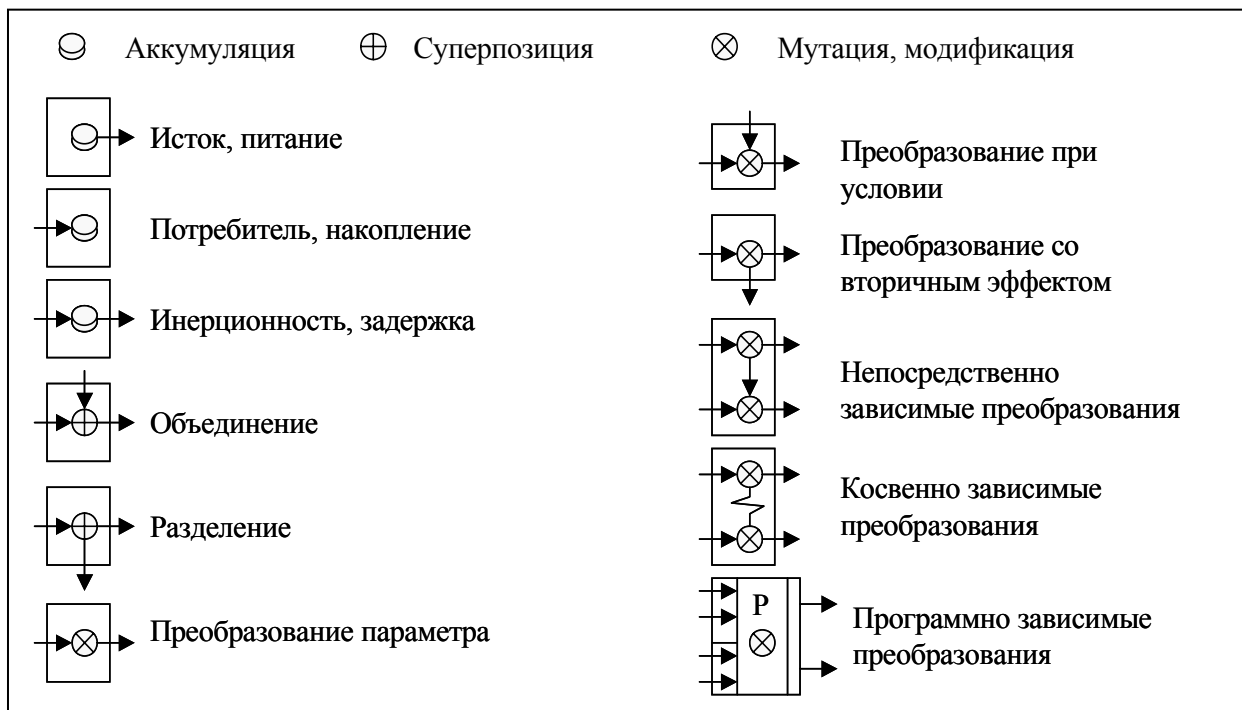 Аккумуляция
Суперпозиция
Мутация, модификация
Исток, питание
Потребитель, накопление
Инерционность, задержка
Объединение
Разделение
Преобразование параметра
Преобразование при
условии
Преобразование со
вторичным эффектом
Непосредственно
зависимые преобразования
Косвенно зависимые
преобразования
P
Программно зависимые
преобразования